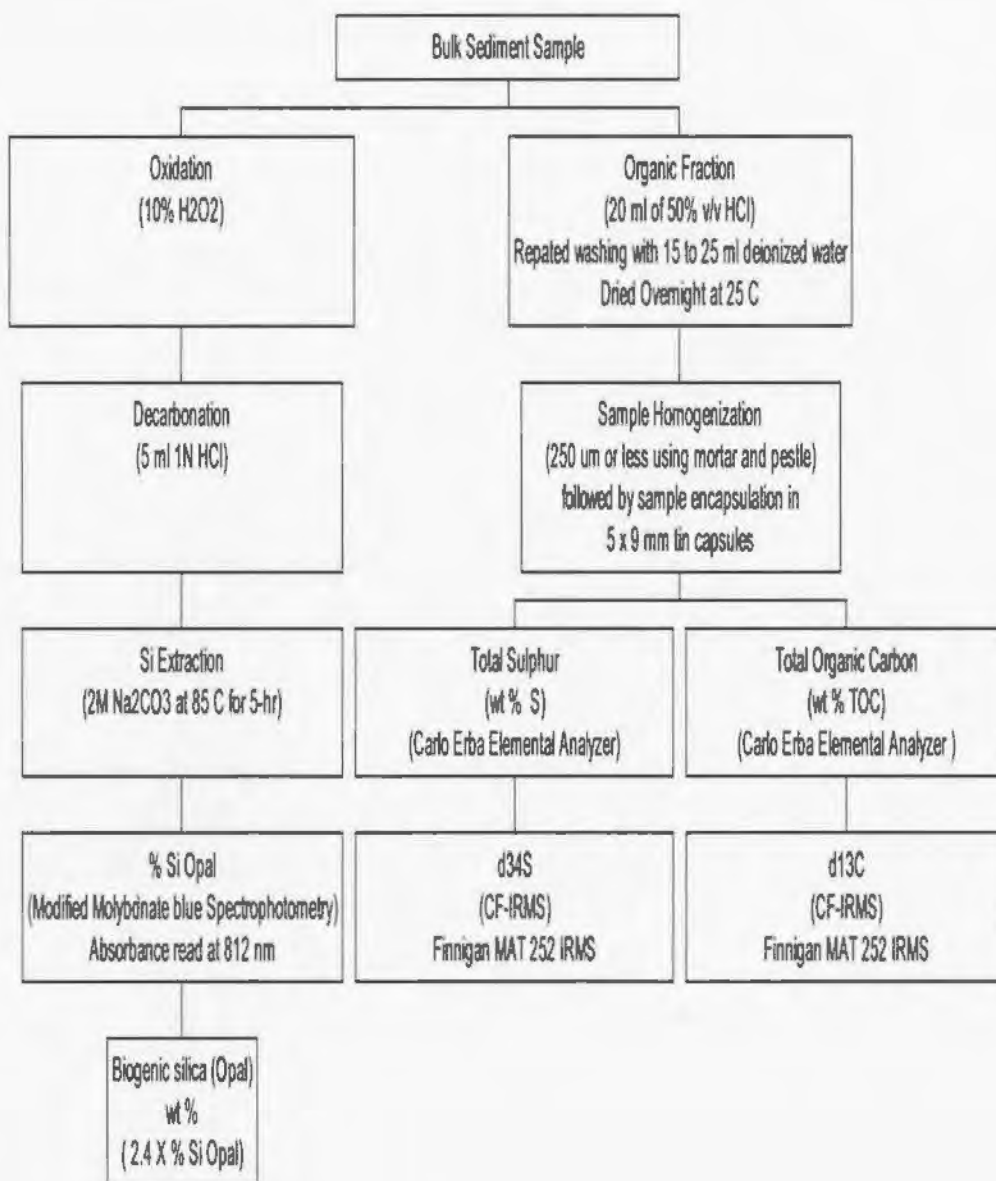 Bulk Sediment Sample
Oxidation
(10% H2O2)
Organic Fraction
(20 ml of 50% v/v HCl)
Repated washing with 15 to 25 ml deionized water
Dried Overnight at 25 C
Decarbonation
(5 ml 1N HCl)
Sample Homogenization
(250 um or less using mortar and pestle)
followed by sample encapsulation in
5 x 9 mm tin capsules
Si Extraction
(2M Na2CO3 at 85 C for 5-hr)
Total Sulphur
(wt % S)
(Carlo Erba Elemental Analyzer)
Total Organic Carbon
(wt % TOC)
(Carlo Erba Elemental Analyzer )
% Si Opal
(Modified Molybdnate blue Spectrophotometry)
Absorbance read at 812 nm
d34S
(CF-IRMS)
Finnigan MAT 252 IRMS
d13C
(CF-IRMS)
Finnigan MAT 252 IRMS
Biogenic silica (Opal)
wt %
( 2.4 X % Si Opal)